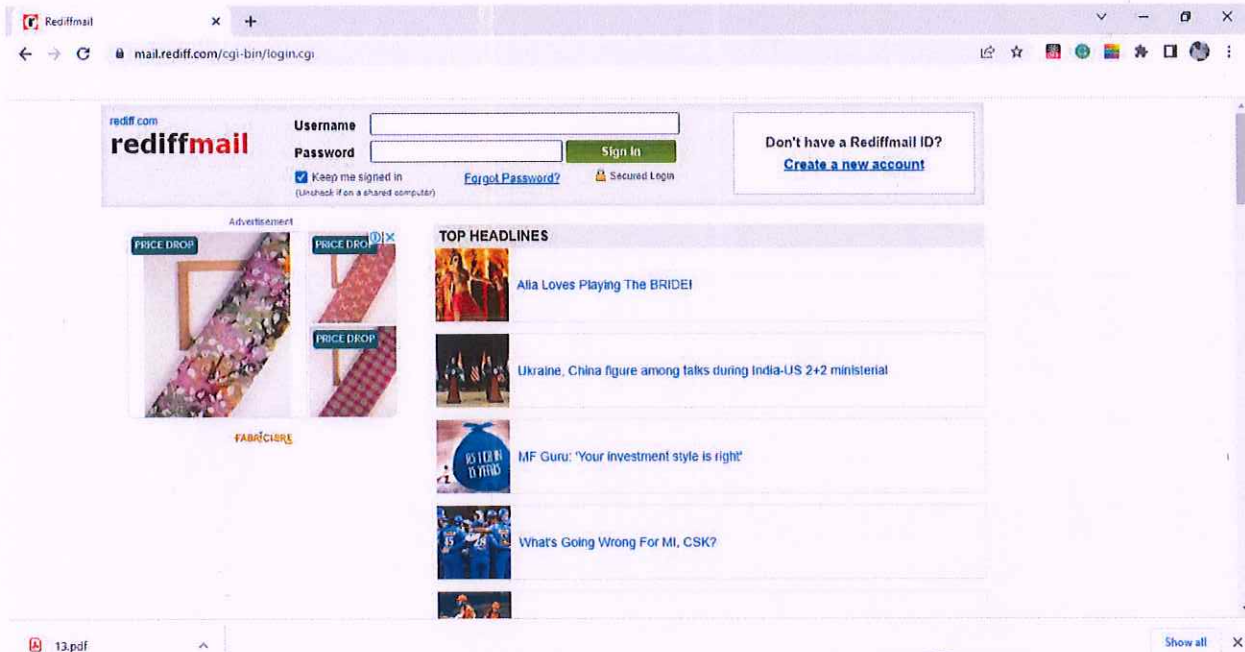 Rediffmail
mail.rediff.com/cgi-bin/login.cgi
rediff.com
rediffmail
Username
Password
Sign In
Keep me signed in
(Uncheck if on a shared computer)
Forgot Password?
Secured Login
Don't have a Rediffmail ID?
Create a new account
Advertisement
PRICE DROP
PRICE DROP
PRICE DROP
FABRICLORE
TOP HEADLINES
Alia Loves Playing The BRIDE!
Ukraine, China figure among talks during India-US 2+2 ministerial
MF Guru: 'Your investment style is right'
What's Going Wrong For MI, CSK?
13.pdf
Show all